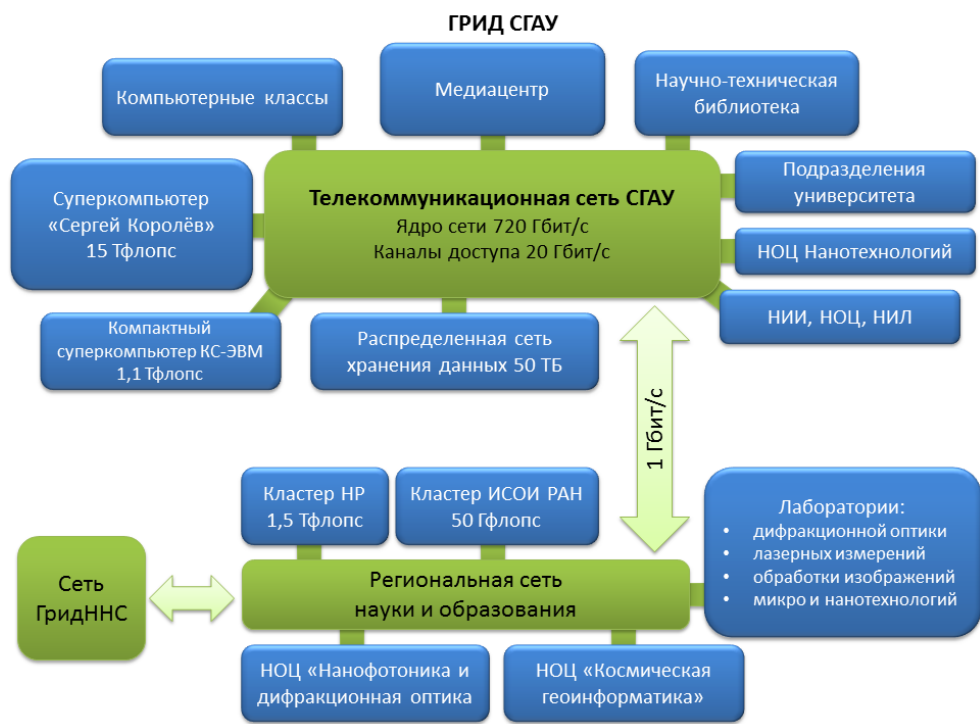 ГРИД СГАУ
Компьютерные классы
Медиацентр
Научно-техническая
библиотека
Суперкомпьютер
«Сергей Королёв»
15 Тфлопс
Телекоммуникационная сеть СГАУ
Ядро сети 720 Гбит/с
Каналы доступа 20 Гбит/с
Подразделения
университета
НОЦ Нанотехнологий
НИИ, НОЦ, НИЛ
Компактный
суперкомпьютер КС-ЭВМ
1,1 Тфлопс
Распределенная сеть
хранения данных 50 ТБ
1 Гбит/с
Кластер HP
1,5 Тфлопс
Кластер ИСОИ РАН
50 Гфлопс
Лаборатории:
• дифракционной оптики
• лазерных измерений
• обработки изображений
• микро и нанотехнологий
Сеть
ГридННС
Региональная сеть
науки и образования
НОЦ «Нанофотоника и
дифракционная оптика
НОЦ «Космическая
геоинформатика»